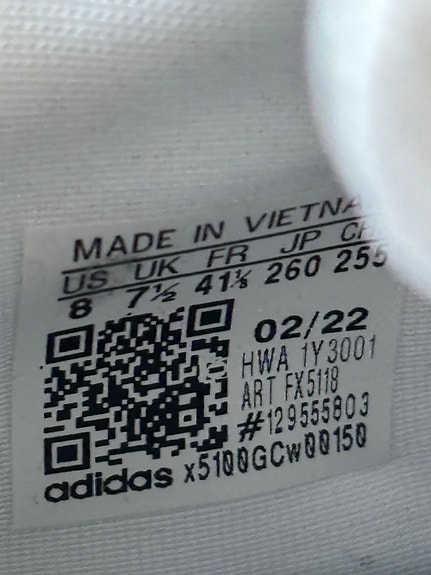 MADE IN VIETNA
US UK FR JP CH
8 7½ 41⅓ 260 255
02/22
HWA 1Y3001
ART FX5118
#129555803
adidas x5100GCw00150